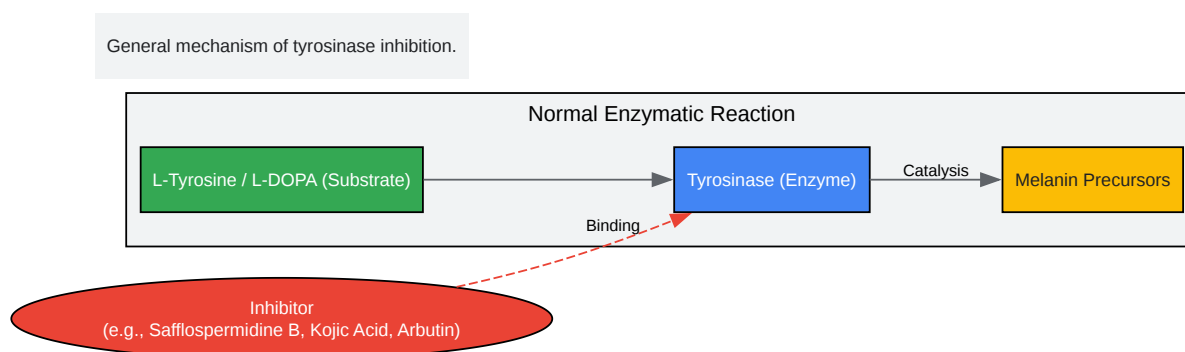 General mechanism of tyrosinase inhibition.
Normal Enzymatic Reaction
L-Tyrosine / L-DOPA (Substrate)
Tyrosinase (Enzyme)
Catalysis
Melanin Precursors
Binding
Inhibitor
(e.g., Safflospermidine B, Kojic Acid, Arbutin)